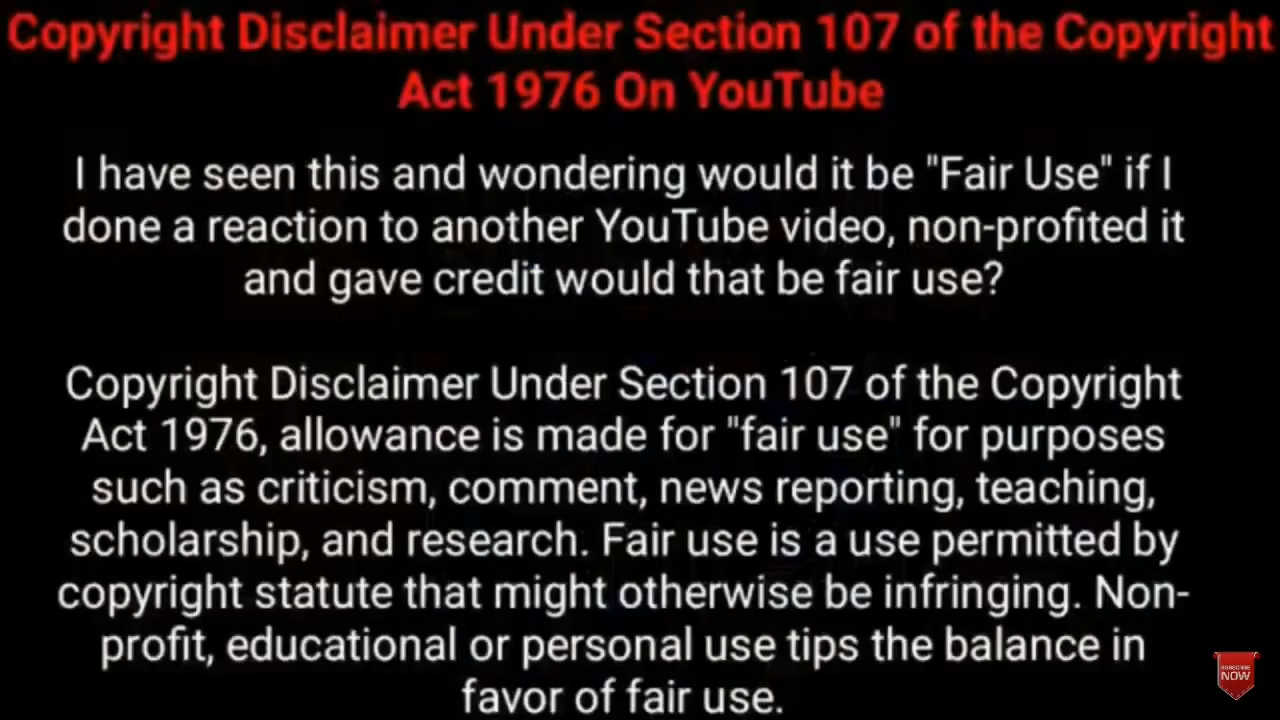 Copyright Disclaimer Under Section 107 of the Copyright
Act 1976 On YouTube
I have seen this and wondering would it be "Fair Use" if I
done a reaction to another YouTube video, non-profited it
and gave credit would that be fair use?
Copyright Disclaimer Under Section 107 of the Copyright
Act 1976, allowance is made for "fair use" for purposes
such as criticism, comment, news reporting, teaching,
scholarship, and research. Fair use is a use permitted by
copyright statute that might otherwise be infringing. Non-
profit, educational or personal use tips the balance in
favor of fair use.
SUBSCRIBE
NOW